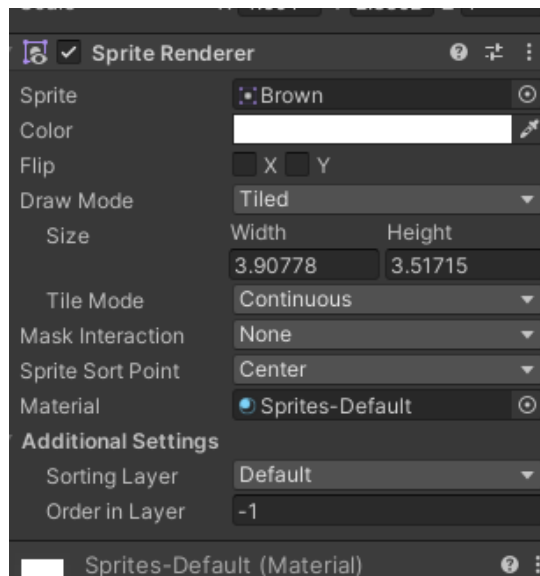 Sprite Renderer
Sprite Brown
Color
Flip X Y
Draw Mode Tiled
Size Width Height
3.90778 3.51715
Tile Mode Continuous
Mask Interaction None
Sprite Sort Point Center
Material Sprites-Default
Additional Settings
Sorting Layer Default
Order in Layer -1
Sprites-Default (Material)